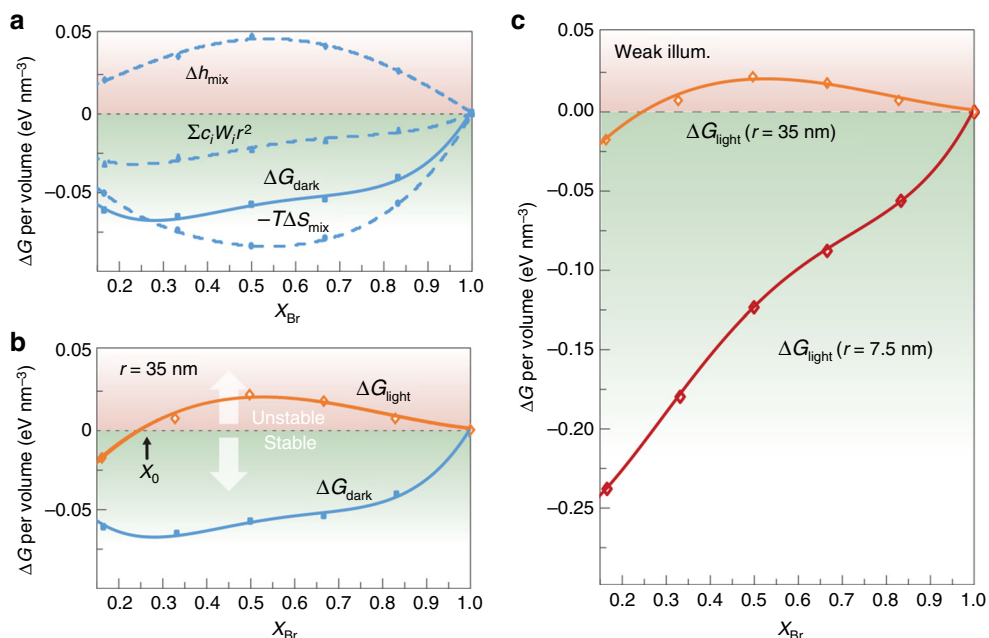 a
ΔG per volume (eV nm⁻³)
0.05
0
−0.05
Δh_mix
Σc_iW_ir²
ΔG_dark
−TΔS_mix
0.2 0.3 0.4 0.5 0.6 0.7 0.8 0.9 1.0
X_Br
b
ΔG per volume (eV nm⁻³)
0.05
0
−0.05
r = 35 nm
ΔG_light
Unstable
Stable
X_0
ΔG_dark
0.2 0.3 0.4 0.5 0.6 0.7 0.8 0.9 1.0
X_Br
c
ΔG per volume (eV nm⁻³)
0.05
0.00
−0.05
−0.10
−0.15
−0.20
−0.25
Weak illum.
ΔG_light (r = 35 nm)
ΔG_light (r = 7.5 nm)
0.2 0.3 0.4 0.5 0.6 0.7 0.8 0.9 1.0
X_Br